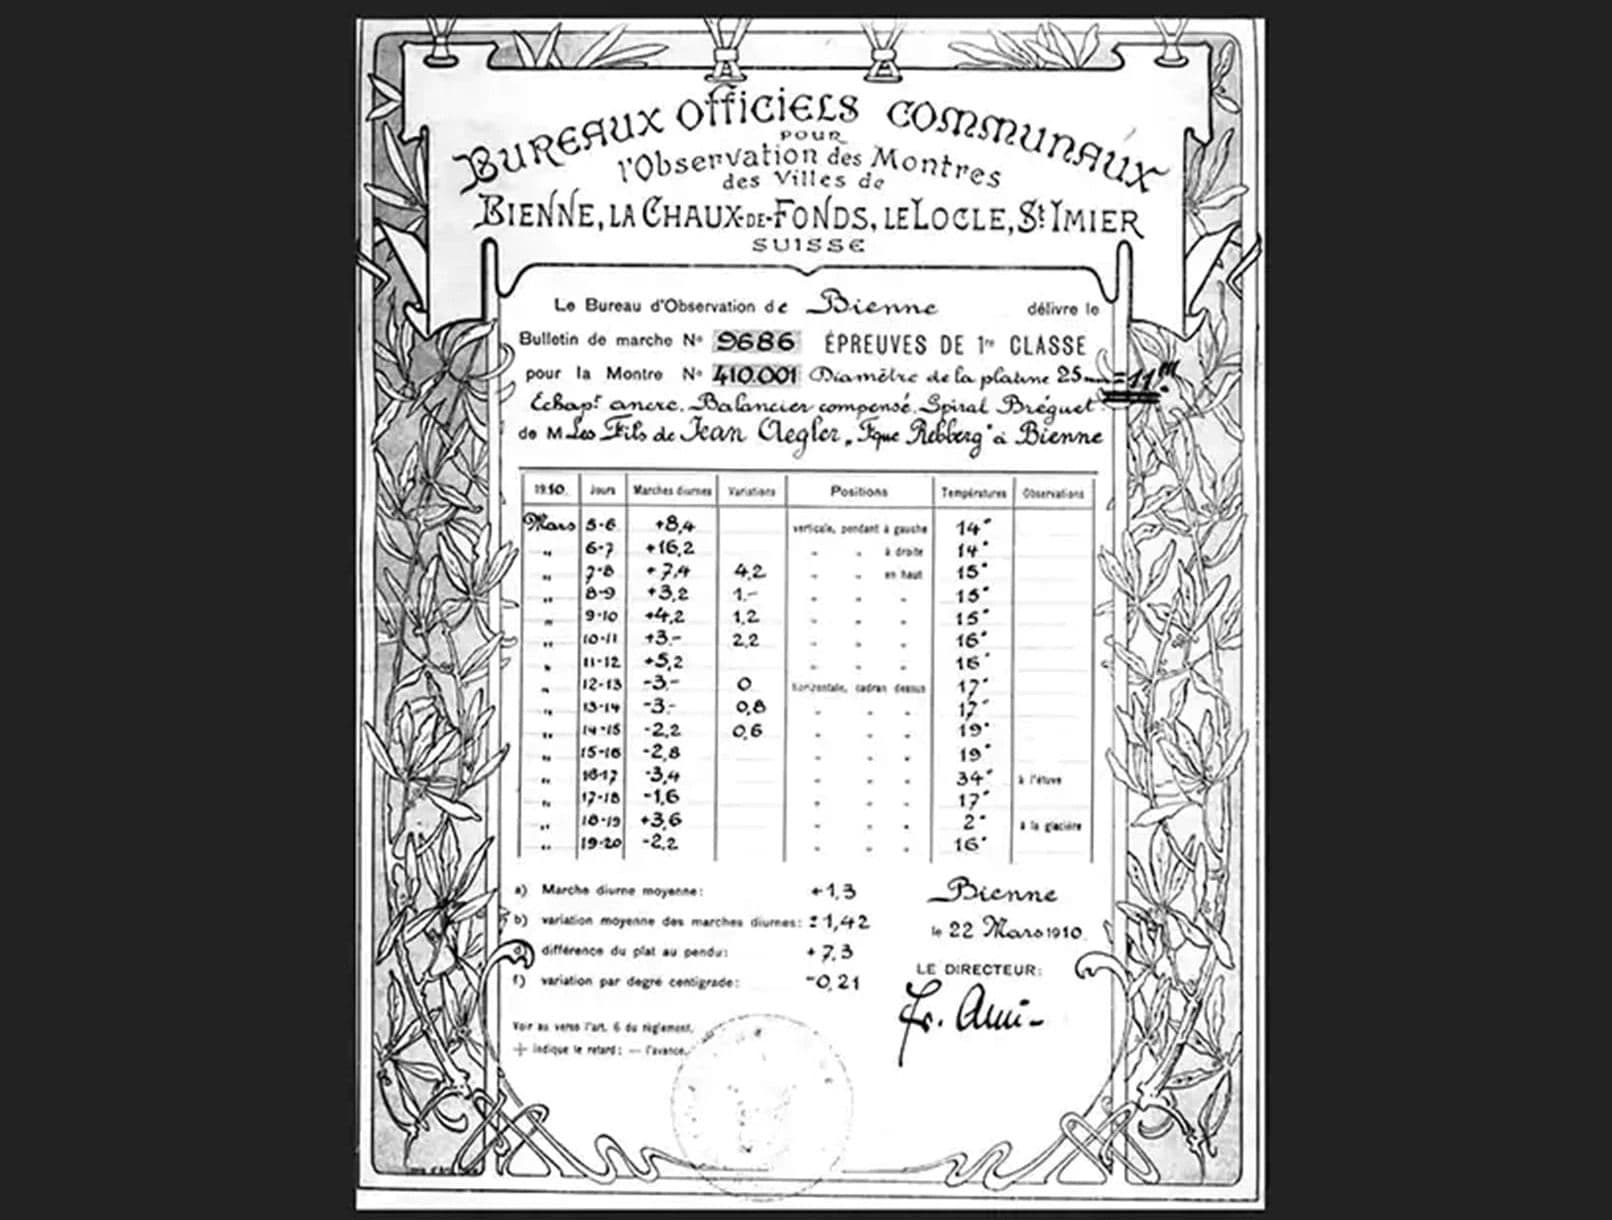 BUREAUX OFFICIELS COMMUNAUX
POUR
l'Observation des Montres
des Villes de
BIENNE, LA CHAUX-DE-FONDS, LE LOCLE, St IMIER
SUISSE
Le Bureau d'Observation de Bienne délivre le
Bulletin de marche No 9686 ÉPREUVES DE 1re CLASSE
pour la Montre No 410.001 Diamètre de la platine 25mm = 11'''
Echapt ancre. Balancier compensé. Spiral Bréguet.
de M Les Fils de Jean Aegler, "Fque Rebberg" à Bienne
1910. Jours Marches diurnes Variations Positions Températures Observations
Mars 5-6 +8,4 verticale, pendant à gauche 14°
" 6-7 +16,2 " " à droite 14°
" 7-8 +7,4 4,2 " " en haut 15°
" 8-9 +3,2 1.- " " " 15°
" 9-10 +4,2 1,2 " " " 15°
" 10-11 +3.- 2,2 " " " 16°
" 11-12 +5,2 " " " 16°
" 12-13 -3.- 0 horizontale, cadran dessus 17°
" 13-14 -3.- 0,8 " " " 17°
" 14-15 -2,2 0,6 " " " 19°
" 15-16 -2,8 " " " 19°
" 16-17 -3,4 " " " 34° à l'étuve
" 17-18 -1,6 " " " 17°
" 18-19 +3,6 " " " 2° à la glacière
" 19-20 -2,2 " " " 16°
a) Marche diurne moyenne: +1,3
b) variation moyenne des marches diurnes: ±1,42
d) différence du plat au pendu: +7,3
f) variation par degré centigrade: -0,21
Bienne
le 22 Mars 1910.
LE DIRECTEUR:
Voir au verso l'art. 6 du règlement.
+ indique le retard; — l'avance.